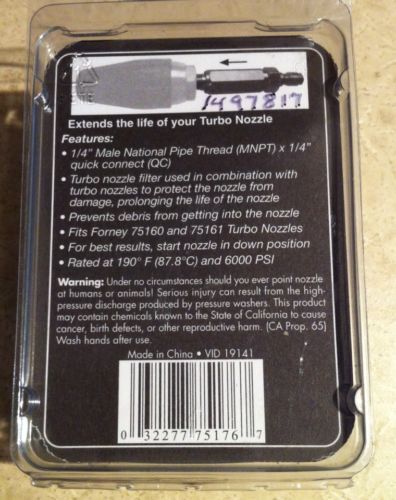 1497817
Extends the life of your Turbo Nozzle
Features:
• 1/4" Male National Pipe Thread (MNPT) x 1/4"
quick connect (QC)
• Turbo nozzle filter used in combination with
turbo nozzles to protect the nozzle from
damage, prolonging the life of the nozzle
• Prevents debris from getting into the nozzle
• Fits Forney 75160 and 75161 Turbo Nozzles
• For best results, start nozzle in down position
• Rated at 190° F (87.8°C) and 6000 PSI
Warning: Under no circumstances should you ever point nozzle
at humans or animals! Serious injury can result from the high-
pressure discharge produced by pressure washers. This product
may contain chemicals known to the State of California to cause
cancer, birth defects, or other reproductive harm. (CA Prop. 65)
Wash hands after use.
Made in China • VID 19141
0 32277 75176 7